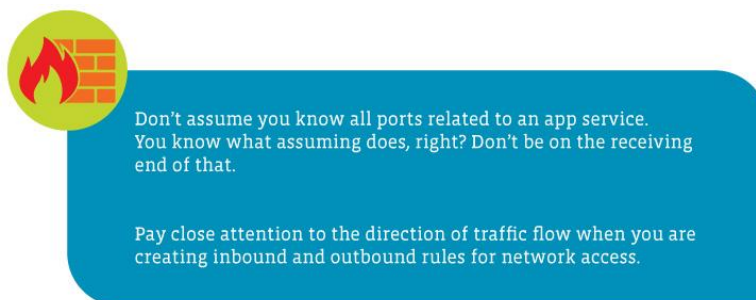 Don’t assume you know all ports related to an app service.
You know what assuming does, right? Don’t be on the receiving
end of that.
Pay close attention to the direction of traffic flow when you are
creating inbound and outbound rules for network access.